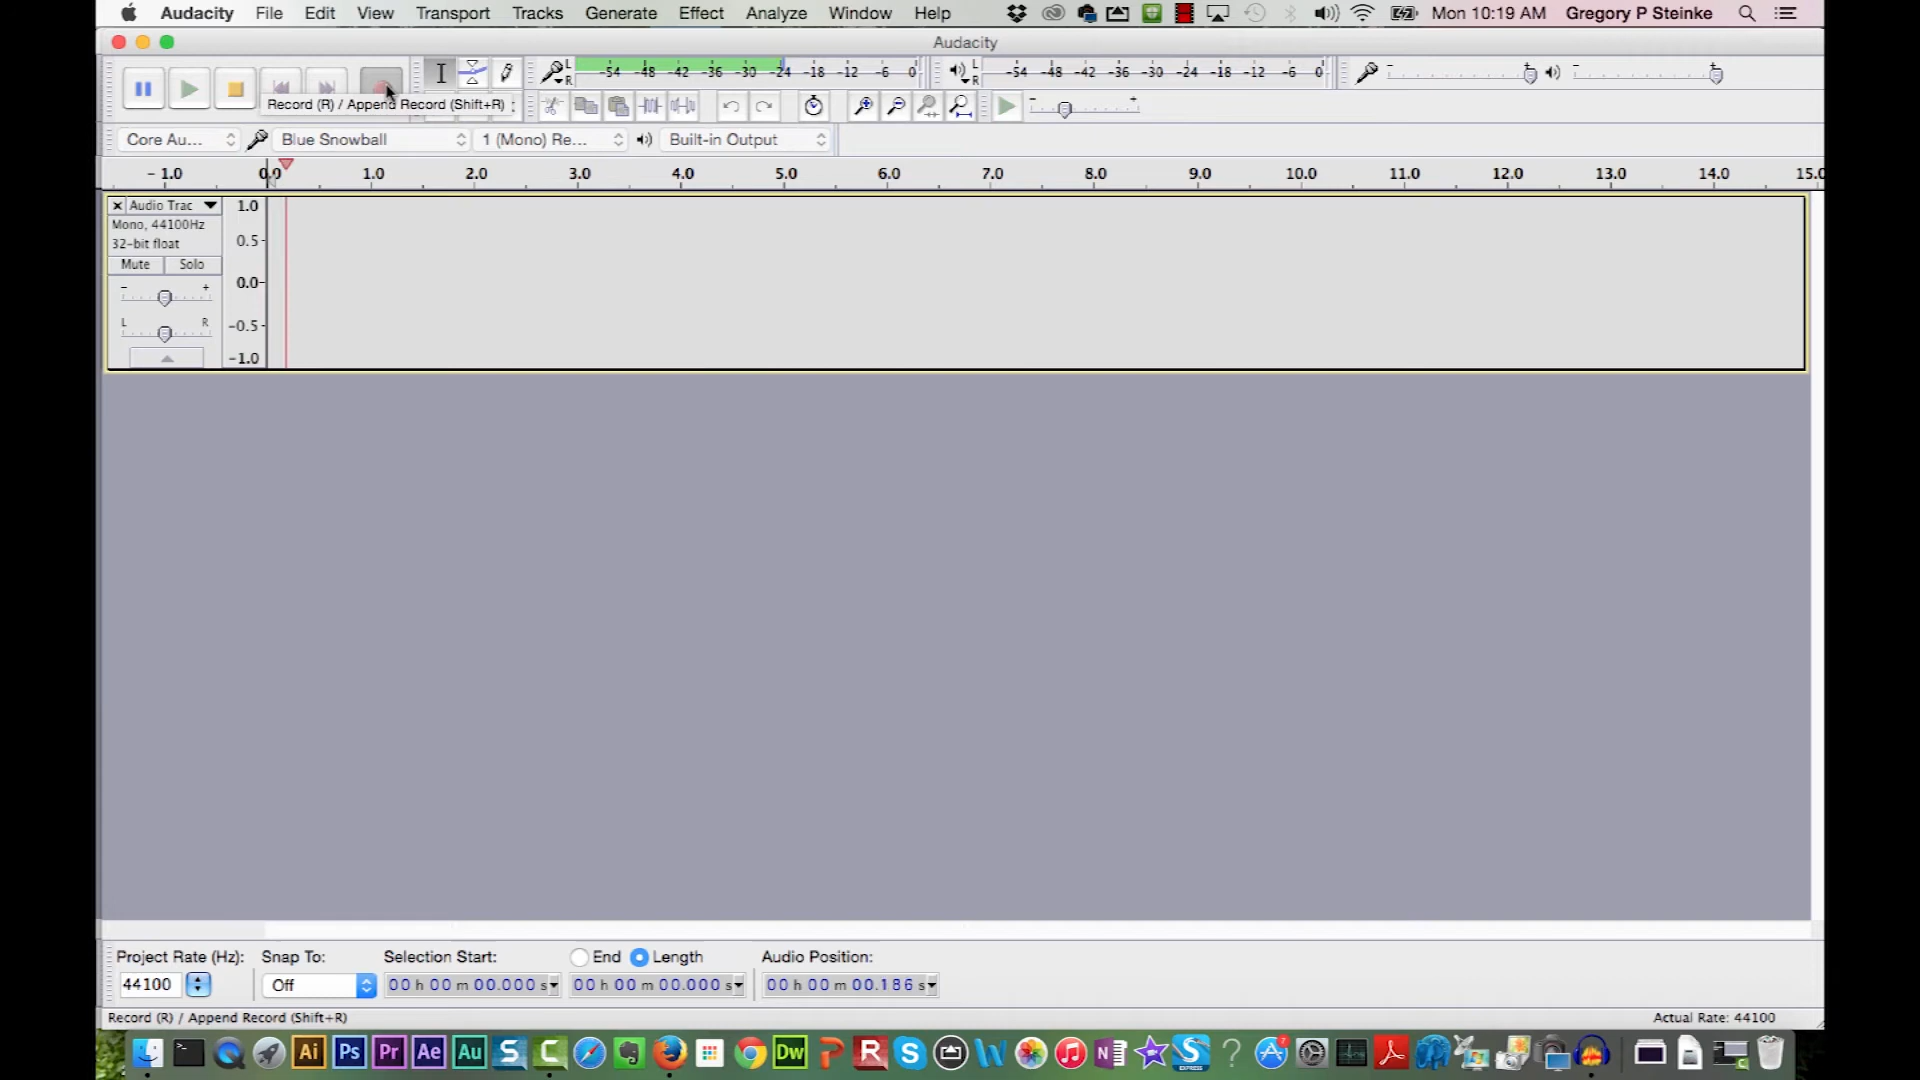 Audacity File Edit View Transport Tracks Generate Effect Analyze Window Help Mon 10:19 AM Gregory P Steinke
Audacity
L R -54 -48 -42 -36 -30 -24 -18 -12 -6 0 L R -54 -48 -42 -36 -30 -24 -18 -12 -6 0 - + - +
Record (R) / Append Record (Shift+R) - +
Core Au... Blue Snowball 1 (Mono) Re... Built-in Output
- 1.0 0.0 1.0 2.0 3.0 4.0 5.0 6.0 7.0 8.0 9.0 10.0 11.0 12.0 13.0 14.0 15.0
× Audio Trac 1.0
Mono, 44100Hz
32-bit float 0.5-
Mute Solo
- + 0.0-
L R -0.5-
-1.0
Project Rate (Hz): Snap To: Selection Start: End Length Audio Position:
44100 Off 00 h 00 m 00.000 s 00 h 00 m 00.000 s 00 h 00 m 00.186 s
Record (R) / Append Record (Shift+R) Actual Rate: 44100
Ai Ps Pr Ae Au S C Dw P R S W N S EXPRESS ? A